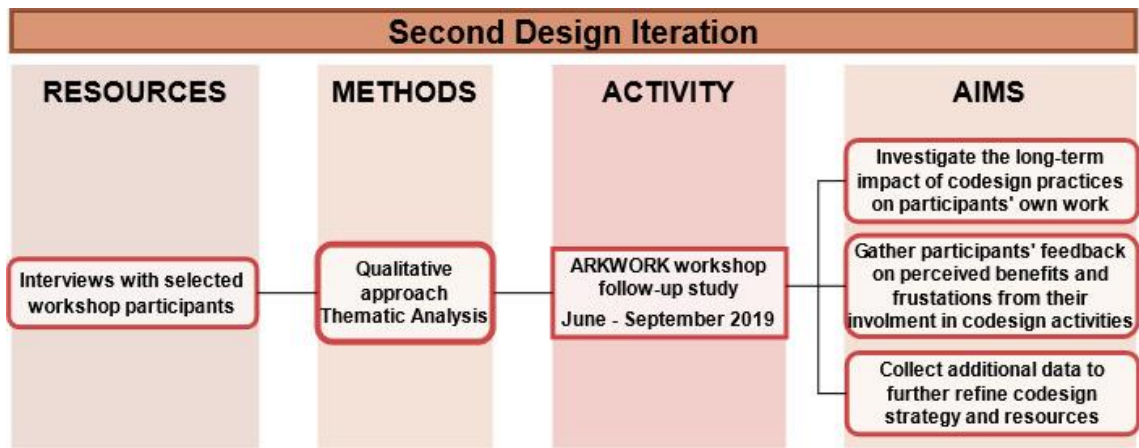 Second Design Iteration
RESOURCES
METHODS
ACTIVITY
AIMS
Interviews with selected
workshop participants
Qualitative
approach
Thematic Analysis
ARKWORK workshop
follow-up study
June - September 2019
Investigate the long-term
impact of codesign practices
on participants' own work
Gather participants' feedback
on perceived benefits and
frustations from their
involment in codesign activities
Collect additional data to
further refine codesign
strategy and resources